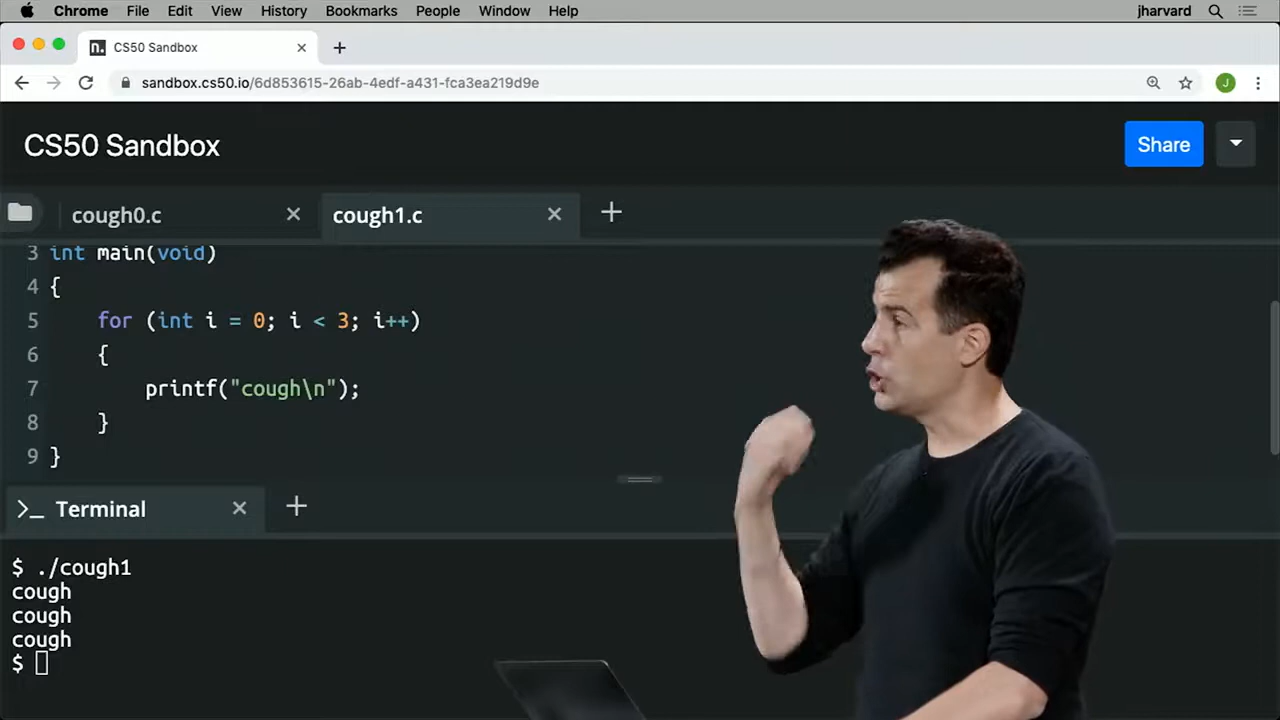 Chrome File Edit View History Bookmarks People Window Help jharvard
n. CS50 Sandbox × +
sandbox.cs50.io/6d853615-26ab-4edf-a431-fca3ea219d9e J
CS50 Sandbox Share
cough0.c × cough1.c × +
3 int main(void)
4 {
5 for (int i = 0; i < 3; i++)
6 {
7 printf("cough\n");
8 }
9 }
>_ Terminal × +
$ ./cough1
cough
cough
cough
$